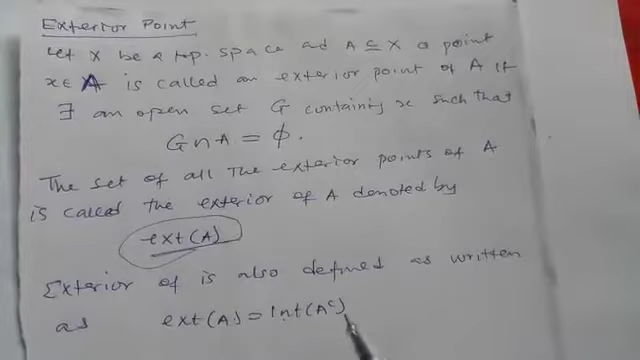 Exterior Point
Let X be a top. space ad A ⊆ X a point
x ∈ A is called an exterior point of A if
∃ an open set G containing x such that
G ∩ A = ϕ.
The set of all the exterior points of A
is called the exterior of A denoted by
ext(A)
Exterior of is also defined as written
as ext(A) = Int(Aᶜ)